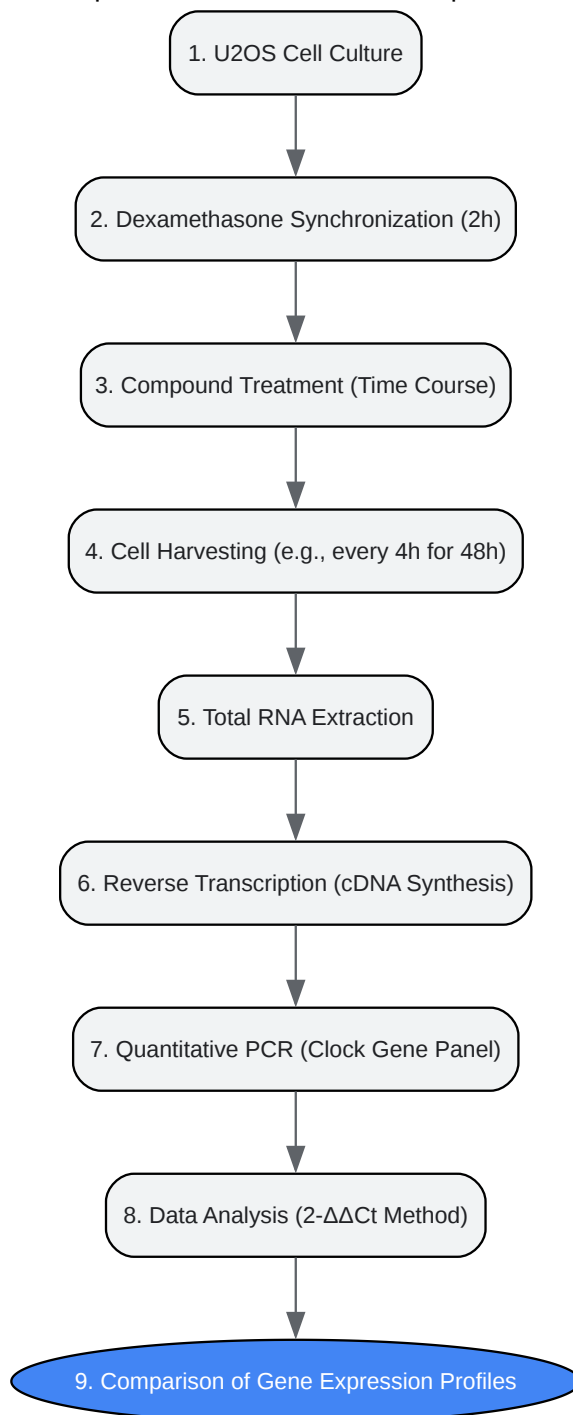 1. U2OS Cell Culture
2. Dexamethasone Synchronization (2h)
3. Compound Treatment (Time Course)
4. Cell Harvesting (e.g., every 4h for 48h)
5. Total RNA Extraction
6. Reverse Transcription (cDNA Synthesis)
7. Quantitative PCR (Clock Gene Panel)
8. Data Analysis (2-ΔΔCt Method)
9. Comparison of Gene Expression Profiles